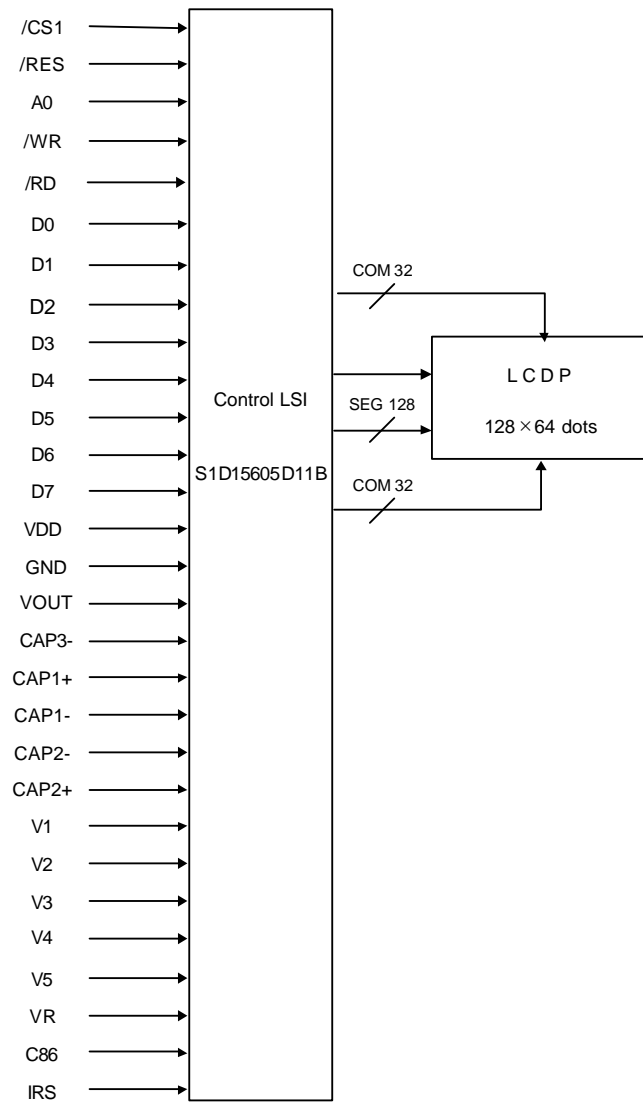 /CS1
/RES
A0
/WR
/RD
D0
D1
D2
D3
D4
D5
D6
D7
VDD
GND
VOUT
CAP3-
CAP1+
CAP1-
CAP2-
CAP2+
V1
V2
V3
V4
V5
VR
C86
IRS
Control LSI
S1D15605D11B
COM 32
SEG 128
COM 32
LCDP
128×64 dots